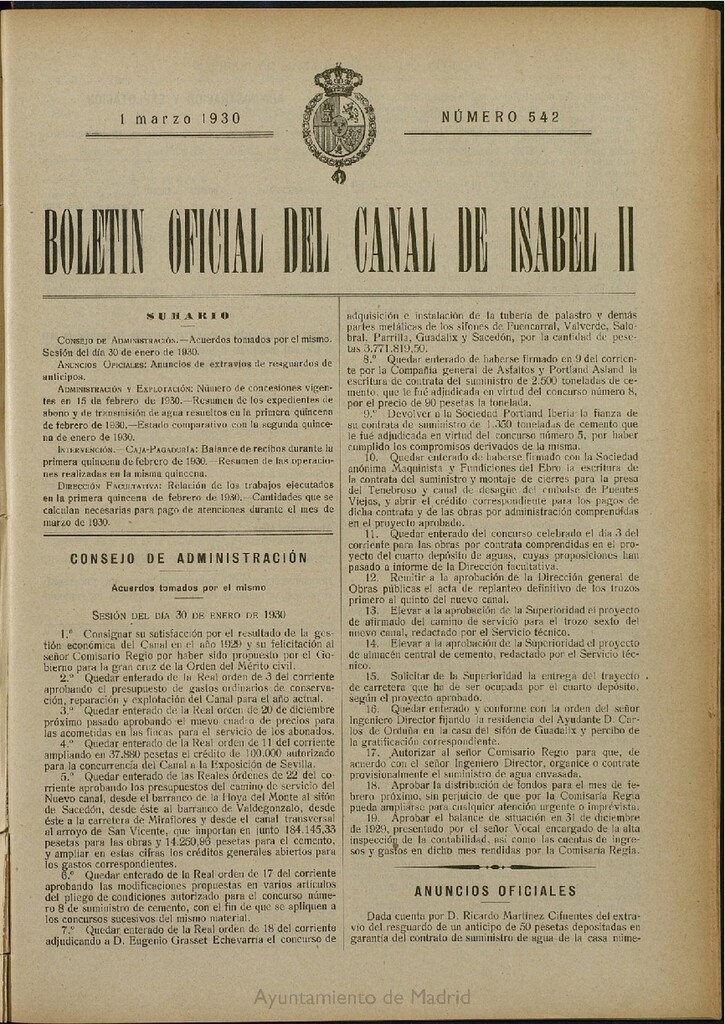 1 marzo 1930
NÚMERO 542
BOLETIN OFICIAL DEL CANAL DE ISABEL II
SUMARIO
CONSEJO DE ADMINISTRACIÓN.—Acuerdos tomados por el mismo.
Sesión del día 30 de enero de 1930.
ANUNCIOS OFICIALES: Anuncios de extravíos de resguardos de
anticipos.
ADMINISTRACIÓN Y EXPLOTACIÓN: Número de concesiones vigen-
tes en 15 de febrero de 1930.—Resumen de los expedientes de
abono y de transmisión de agua resueltos en la primera quincena
de febrero de 1930.—Estado comparativo con la segunda quince-
na de enero de 1930.
INTERVENCIÓN.—CAJA-PAGADURÍA: Balance de recibos durante la
primera quincena de febrero de 1930.—Resumen de las operacio-
nes realizadas en la misma quincena.
DIRECCIÓN FACULTATIVA: Relación de los trabajos ejecutados
en la primera quincena de febrero de 1930.—Cantidades que se
calculan necesarias para pago de atenciones durante el mes de
marzo de 1930.
CONSEJO DE ADMINISTRACIÓN
Acuerdos tomados por el mismo
SESIÓN DEL DÍA 30 DE ENERO DE 1930
1.º Consignar su satisfacción por el resultado de la ges-
tión económica del Canal en el año 1929 y su felicitación al
señor Comisario Regio por haber sido propuesto por el Go-
bierno para la gran cruz de la Orden del Mérito civil.
2.º Quedar enterado de la Real orden de 3 del corriente
aprobando el presupuesto de gastos ordinarios de conserva-
ción, reparación y explotación del Canal para el año actual.
3.º Quedar enterado de la Real orden de 20 de diciembre
próximo pasado aprobando el nuevo cuadro de precios para
las acometidas en las fincas para el servicio de los abonados.
4.º Quedar enterado de la Real orden de 11 del corriente
ampliando en 37.880 pesetas el crédito de 100.000 autorizado
para la concurrencia del Canal a la Exposición de Sevilla.
5.º Quedar enterado de las Reales órdenes de 22 del co-
rriente aprobando los presupuestos del camino de servicio del
Nuevo canal, desde el barranco de la Hoya del Monte al sifón
de Sacedón, desde éste al barranco de Valdegonzalo, desde
éste a la carretera de Miraflores y desde el canal transversal
al arroyo de San Vicente, que importan en junto 184.145,33
pesetas para las obras y 14.250,96 pesetas para el cemento,
y ampliar en estas cifras los créditos generales abiertos para
los gastos correspondientes.
6.º Quedar enterado de la Real orden de 17 del corriente
aprobando las modificaciones propuestas en varios artículos
del pliego de condiciones autorizado para el concurso núme-
ro 8 de suministro de cemento, con el fin de que se apliquen a
los concursos sucesivos del mismo material.
7.º Quedar enterado de la Real orden de 18 del corriente
adjudicando a D. Eugenio Grasset Echevarría el concurso de
adquisición e instalación de la tubería de palastro y demás
partes metálicas de los sifones de Fuencarral, Valverde, Salo-
bral, Parrilla, Guadalix y Sacedón, por la cantidad de pese-
tas 3.771.819,50.
8.º Quedar enterado de haberse firmado en 9 del corrien-
te por la Compañía general de Asfaltos y Portland Asland la
escritura de contrata del suministro de 2.500 toneladas de ce-
mento, que le fué adjudicada en virtud del concurso número 8,
por el precio de 90 pesetas la tonelada.
9.º Devolver a la Sociedad Portland Iberia la fianza de
su contrata de suministro de 1.350 toneladas de cemento que
le fué adjudicada en virtud del concurso número 5, por haber
cumplido los compromisos derivados de la misma.
10. Quedar enterado de haberse firmado con la Sociedad
anónima Maquinista y Fundiciones del Ebro la escritura de
la contrata del suministro y montaje de cierres para la presa
del Tenebroso y canal de desagüe del embalse de Puentes
Viejas, y abrir el crédito correspondiente para los pagos de
dicha contrata y de las obras por administración comprendidas
en el proyecto aprobado.
11. Quedar enterado del concurso celebrado el día 3 del
corriente para las obras por contrata comprendidas en el pro-
yecto del cuarto depósito de aguas, cuyas proposiciones han
pasado a informe de la Dirección facultativa.
12. Remitir a la aprobación de la Dirección general de
Obras públicas el acta de replanteo definitivo de los trozos
primero al quinto del nuevo canal.
13. Elevar a la aprobación de la Superioridad el proyecto
de afirmado del camino de servicio para el trozo sexto del
nuevo canal, redactado por el Servicio técnico.
14. Elevar a la aprobación de la Superioridad el proyecto
de almacén central de cemento, redactado por el Servicio téc-
nico.
15. Solicitar de la Superioridad la entrega del trayecto
de carretera que ha de ser ocupada por el cuarto depósito,
según el proyecto aprobado.
16. Quedar enterado y conforme con la orden del señor
Ingeniero Director fijando la residencia del Ayudante D. Car-
los de Orduña en la casa del sifón de Guadalix y percibo de
la gratificación correspondiente.
17. Autorizar al señor Comisario Regio para que, de
acuerdo con el señor Ingeniero Director, organice o contrate
provisionalmente el suministro de agua envasada.
18. Aprobar la distribución de fondos para el mes de fe-
brero próximo, sin perjuicio de que por la Comisaría Regia
pueda ampliarse para cualquier atención urgente o imprevista.
19. Aprobar el balance de situación en 31 de diciembre
de 1929, presentado por el señor Vocal encargado de la alta
inspección de la contabilidad, así como las cuentas de ingre-
sos y gastos en dicho mes rendidas por la Comisaría Regia.
ANUNCIOS OFICIALES
Dada cuenta por D. Ricardo Martínez Cifuentes del extra-
vío del resguardo de un anticipo de 50 pesetas depositadas en
garantía del contrato de suministro de agua de la casa núme-
Ayuntamiento de Madrid